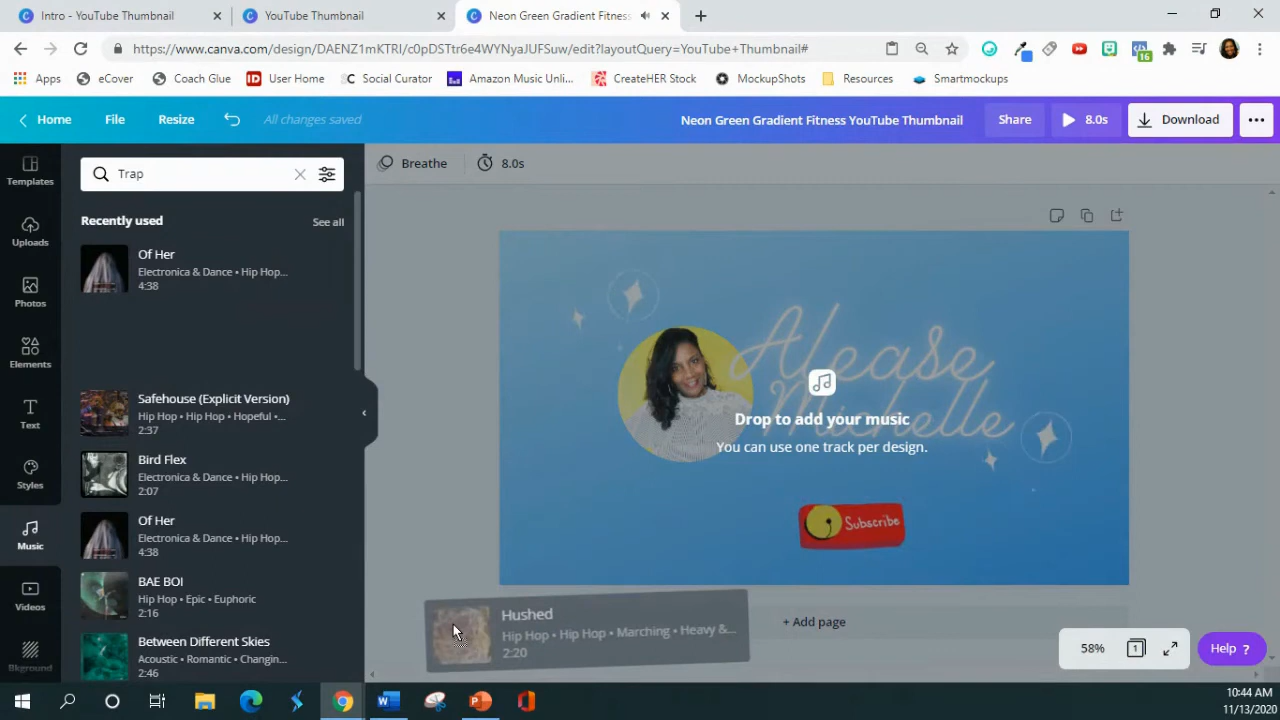 Intro - YouTube Thumbnail
YouTube Thumbnail
Neon Green Gradient Fitness
https://www.canva.com/design/DAENZ1mKTRI/c0pDSTtr6e4WYNyaJUFSuw/edit?layoutQuery=YouTube+Thumbnail#
16
Apps
eCover
Coach Glue
User Home
Social Curator
Amazon Music Unli...
CreateHER Stock
MockupShots
Resources
Smartmockups
Home
File
Resize
All changes saved
Neon Green Gradient Fitness YouTube Thumbnail
Share
8.0s
Download
Templates
Uploads
Photos
Elements
Text
Styles
Music
Videos
Bkground
Trap
Recently used
See all
Of Her
Electronica & Dance • Hip Hop...
4:38
Safehouse (Explicit Version)
Hip Hop • Hip Hop • Hopeful •...
2:37
Bird Flex
Electronica & Dance • Hip Hop...
2:07
Of Her
Electronica & Dance • Hip Hop...
4:38
BAE BOI
Hip Hop • Epic • Euphoric
2:16
Between Different Skies
Acoustic • Romantic • Changin...
2:46
Breathe
8.0s
Alease
Michelle
Drop to add your music
You can use one track per design.
Subscribe
Hushed
Hip Hop • Hip Hop • Marching • Heavy &...
2:20
+ Add page
58%
1
Help ?
10:44 AM
11/13/2020